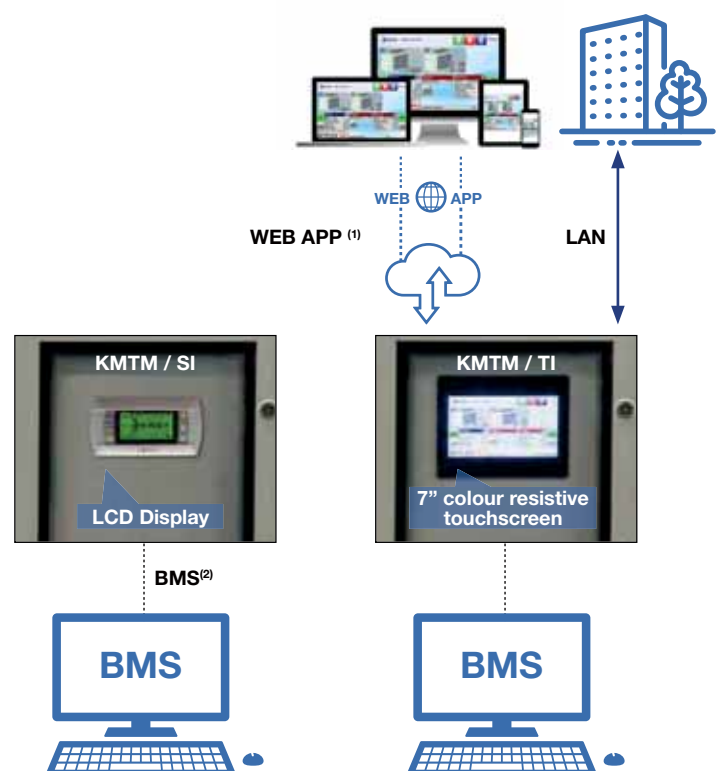 WEB APP
WEB APP (1)
LAN
KMTM / SI
KMTM / TI
LCD Display
7” colour resistive
touchscreen
BMS(2)
BMS
BMS